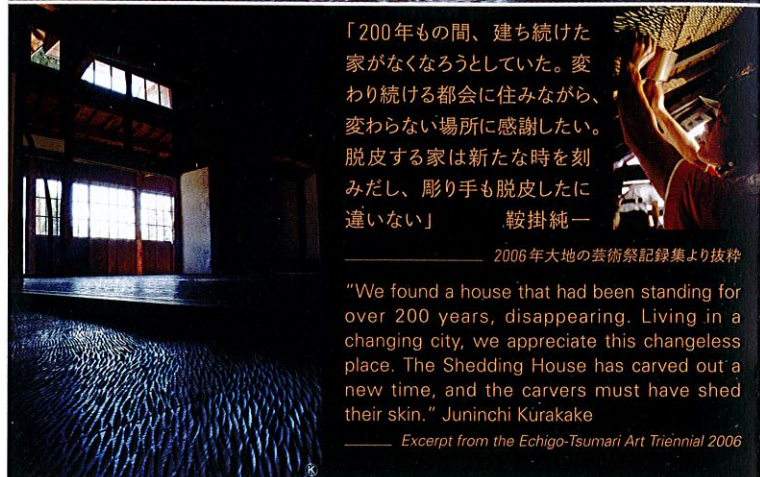 「200年もの間、建ち続けた
家がなくなろうとしていた。変
わり続ける都会に住みながら、
変わらない場所に感謝したい。
脱皮する家は新たな時を刻
みだし、彫り手も脱皮したに
違いない」 鞍掛純一
2006年大地の芸術祭記録集より抜粋
"We found a house that had been standing for
over 200 years, disappearing. Living in a
changing city, we appreciate this changeless
place. The Shedding House has carved out a
new time, and the carvers must have shed
their skin." Juninchi Kurakake
Excerpt from the Echigo-Tsumari Art Triennial 2006
K